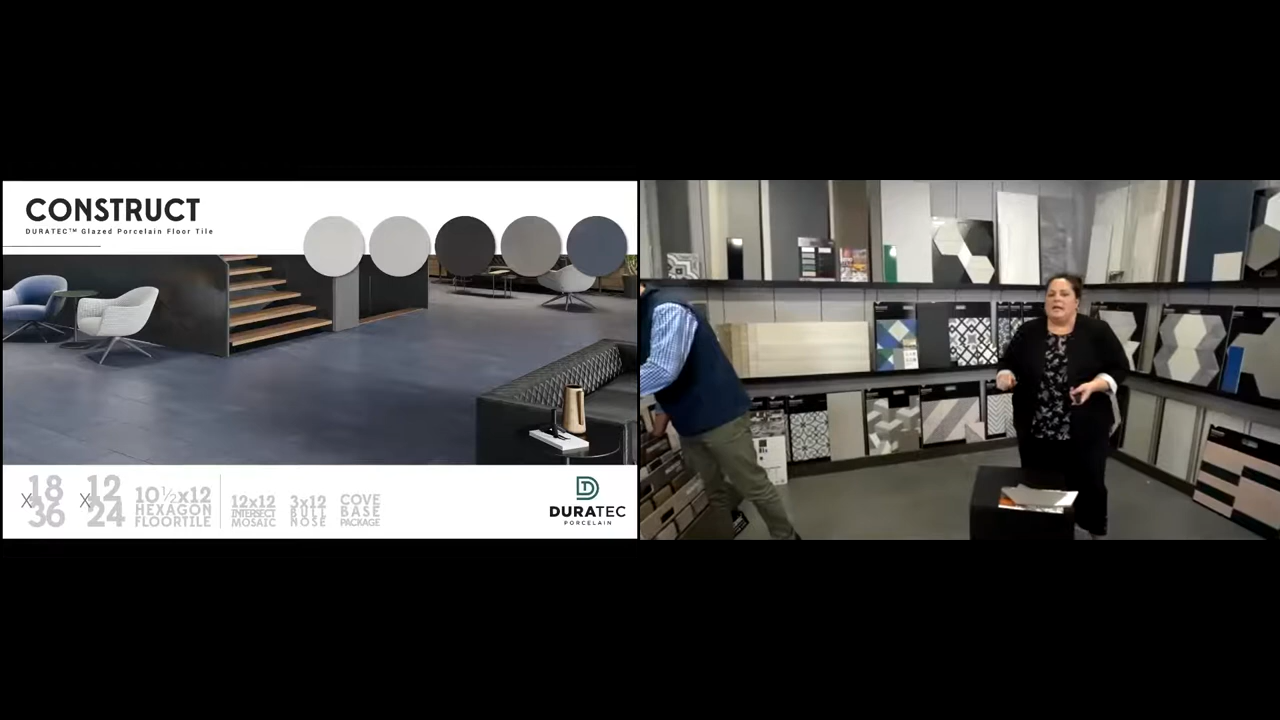 CONSTRUCT
DURATEC™ Glazed Porcelain Floor Tile
18
X
36
12
X
24
10½x12
HEXAGON
FLOORTILE
12x12
INTERSECT
MOSAIC
3x12
BULL
NOSE
COVE
BASE
PACKAGE
DURATEC
PORCELAIN